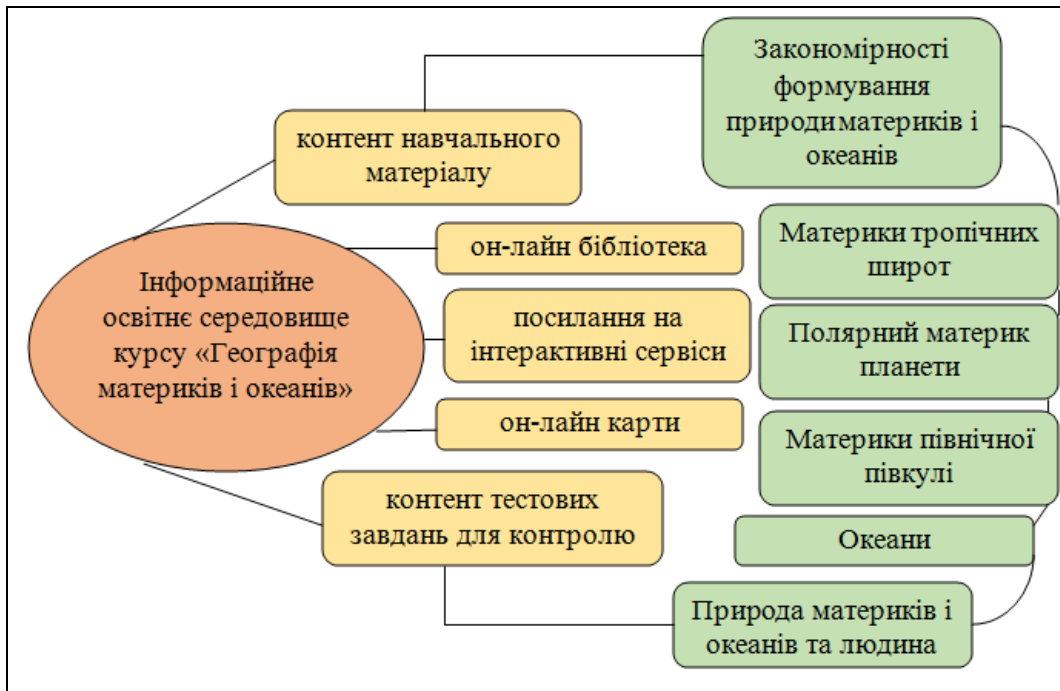 Інформаційне
освітнє середовище
курсу «Географія
материків і океанів»
контент навчального
матеріалу
он-лайн бібліотека
посилання на
інтерактивні сервіси
он-лайн карти
контент тестових
завдань для контролю
Закономірності
формування
природи материків і
океанів
Материки тропічних
широт
Полярний материк
планети
Материки північної
півкулі
Океани
Природа материків і
океанів та людина